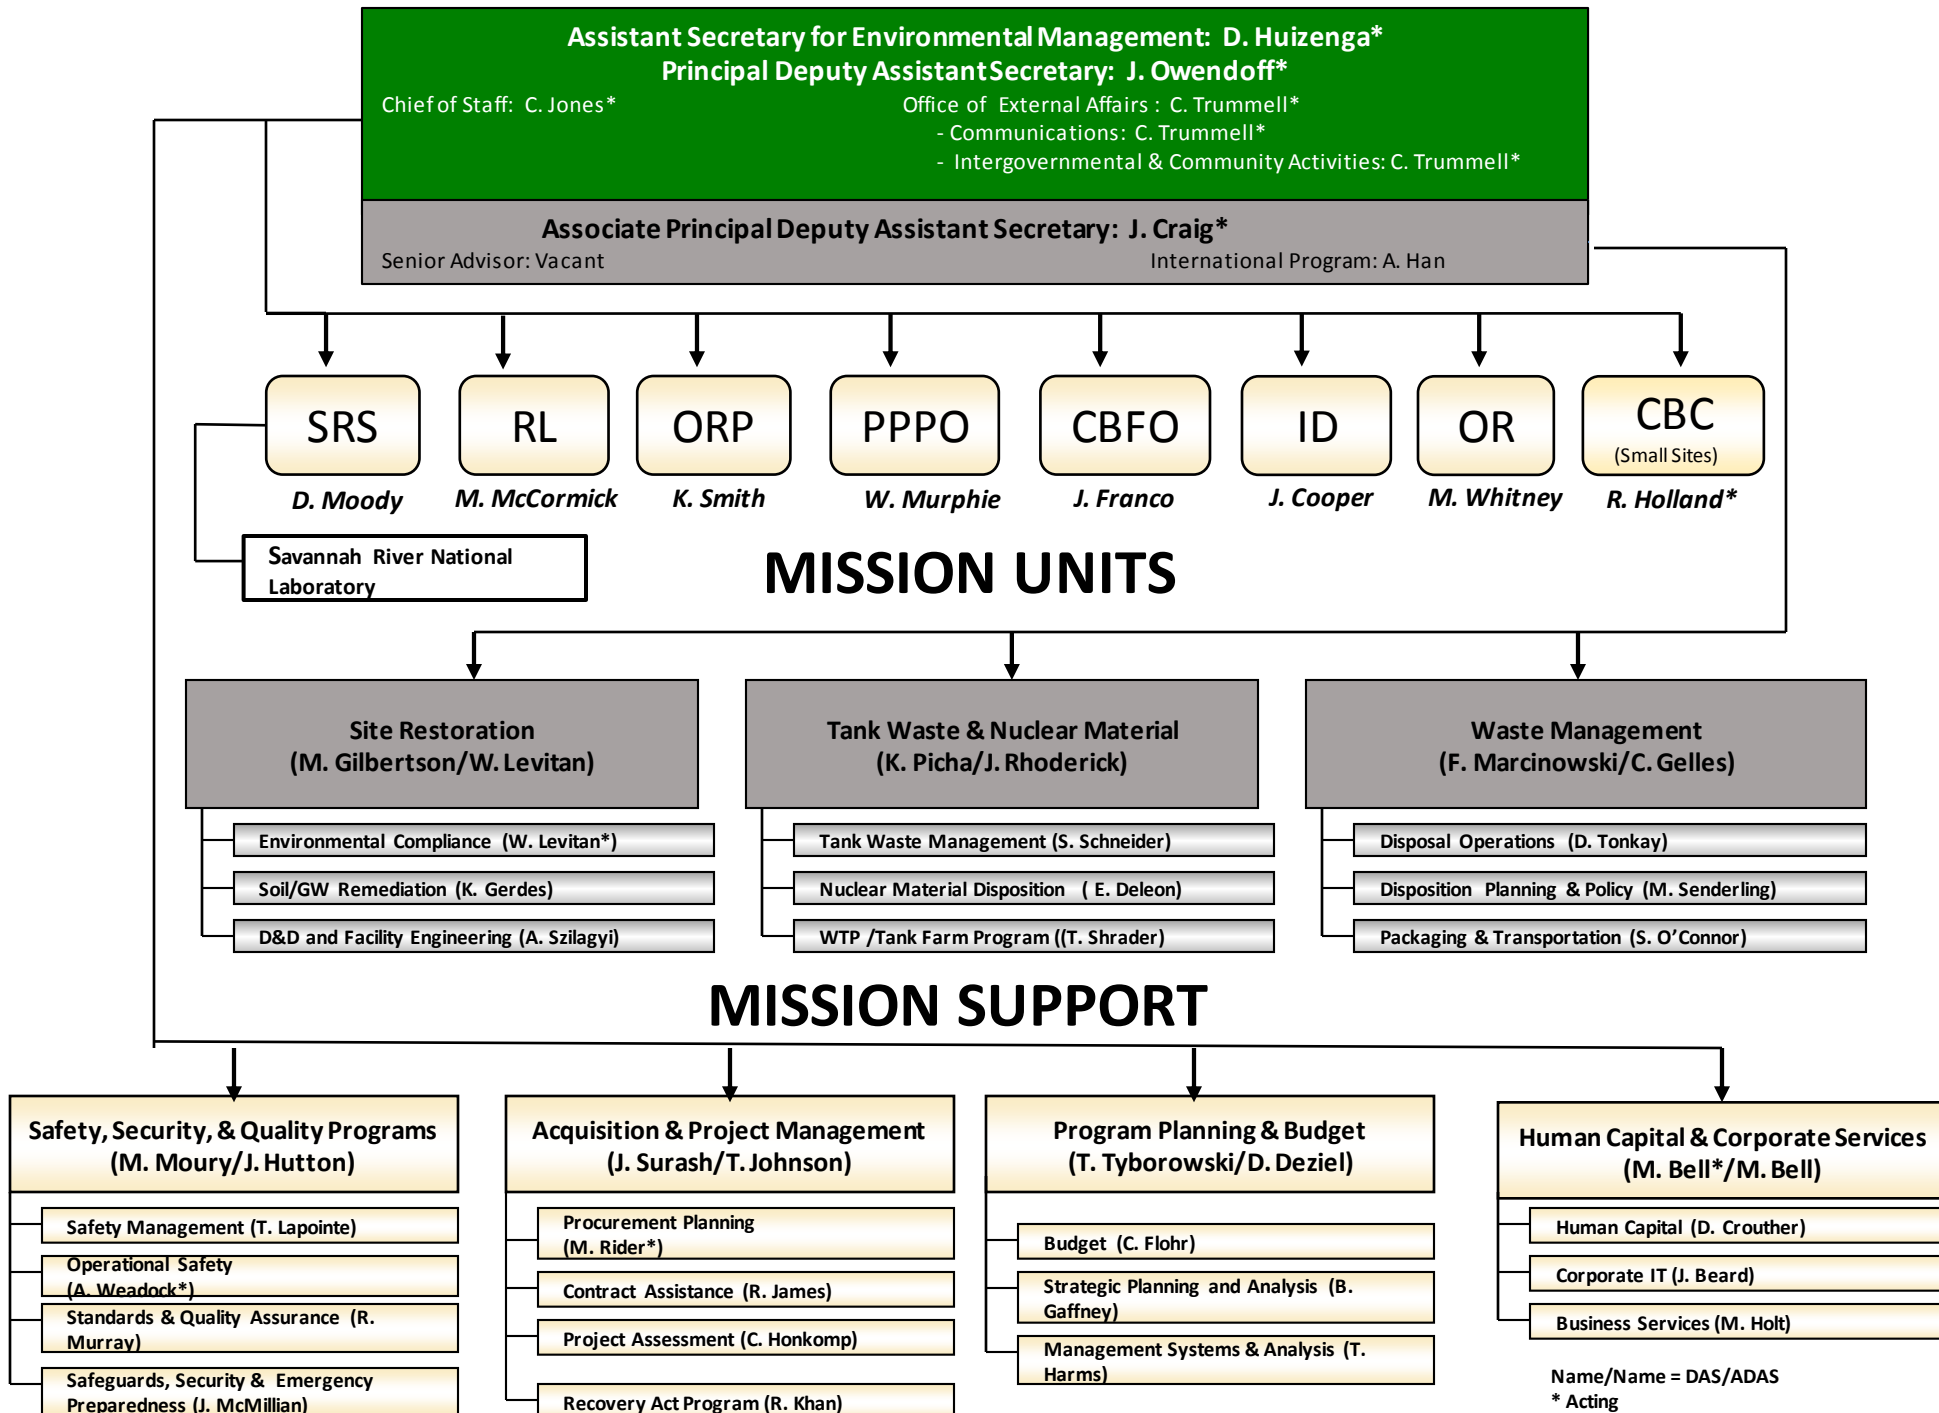 Assistant Secretary for Environmental Management: D. Huizenga*
Principal Deputy Assistant Secretary: J. Owendoff*
Chief of Staff: C. Jones*
Office of External Affairs : C. Trummell*
- Communications: C. Trummell*
- Intergovernmental & Community Activities: C. Trummell*
Associate Principal Deputy Assistant Secretary: J. Craig*
Senior Advisor: Vacant
International Program: A. Han
SRS
RL
ORP
PPPO
CBFO
ID
OR
CBC
(Small Sites)
D. Moody
M. McCormick
K. Smith
W. Murphie
J. Franco
J. Cooper
M. Whitney
R. Holland*
Savannah River National
Laboratory
MISSION UNITS
Site Restoration
(M. Gilbertson/W. Levitan)
Environmental Compliance (W. Levitan*)
Soil/GW Remediation (K. Gerdes)
D&D and Facility Engineering (A. Szilagyi)
Tank Waste & Nuclear Material
(K. Picha/J. Rhoderick)
Tank Waste Management (S. Schneider)
Nuclear Material Disposition ( E. Deleon)
WTP /Tank Farm Program ((T. Shrader)
Waste Management
(F. Marcinowski/C. Gelles)
Disposal Operations (D. Tonkay)
Disposition Planning & Policy (M. Senderling)
Packaging & Transportation (S. O'Connor)
MISSION SUPPORT
Safety, Security, & Quality Programs
(M. Moury/J. Hutton)
Safety Management (T. Lapointe)
Operational Safety
(A. Weadock*)
Standards & Quality Assurance (R.
Murray)
Safeguards, Security & Emergency
Preparedness (J. McMillian)
Acquisition & Project Management
(J. Surash/T. Johnson)
Procurement Planning
(M. Rider*)
Contract Assistance (R. James)
Project Assessment (C. Honkomp)
Recovery Act Program (R. Khan)
Program Planning & Budget
(T. Tyborowski/D. Deziel)
Budget (C. Flohr)
Strategic Planning and Analysis (B.
Gaffney)
Management Systems & Analysis (T.
Harms)
Human Capital & Corporate Services
(M. Bell*/M. Bell)
Human Capital (D. Crouther)
Corporate IT (J. Beard)
Business Services (M. Holt)
Name/Name = DAS/ADAS
* Acting